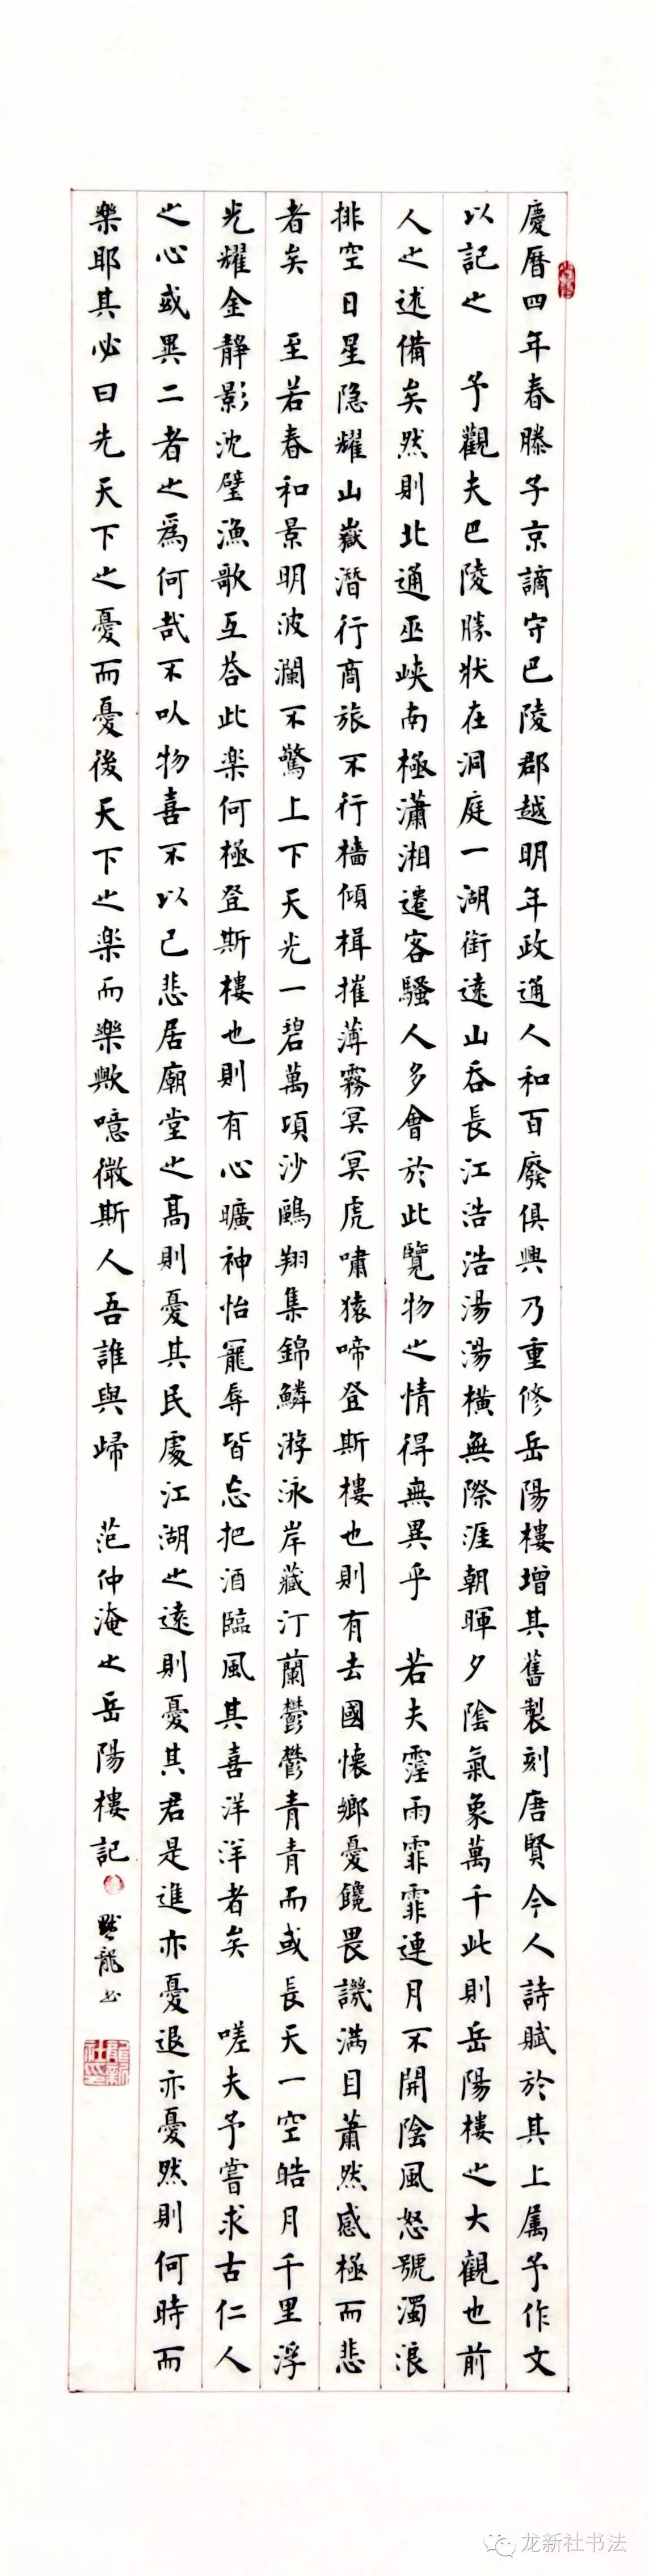 慶曆四年春滕子京謫守巴陵郡越明年政通人和百廢俱興乃重修岳陽樓增其舊製刻唐賢今人詩賦於其上属予作文
以記之 予觀夫巴陵勝状在洞庭一湖銜遠山吞長江浩浩湯湯橫無際涯朝暉夕陰氣象萬千此則岳陽樓之大觀也前
人之述備矣然則北通巫峽南極瀟湘遷客騷人多會於此覽物之情得無異乎 若夫霪雨霏霏連月不開陰風怒號濁浪
排空日星隐耀山嶽潛行商旅不行檣傾楫摧薄霧冥冥虎嘯猿啼登斯樓也則有去國懷鄉憂饞畏譏满目蕭然感極而悲
者矣 至若春和景明波瀾不驚上下天光一碧萬頃沙鷗翔集錦鱗游泳岸藏汀蘭鬱鬱青青而或長天一空皓月千里浮
光耀金靜影沈璧漁歌互荅此楽何極登斯樓也則有心曠神怡寵辱皆忘把酒臨風其喜洋洋者矣 嗟夫予嘗求古仁人
之心或異二者之爲何哉不以物喜不以己悲居廟堂之高則憂其民處江湖之遠則憂其君是進亦憂退亦憂然則何時而
樂耶其必曰先天下之憂而憂後天下之楽而樂歟噫微斯人吾誰與歸 范仲淹之岳陽樓記
龍書
龍新社印
龙新社书法